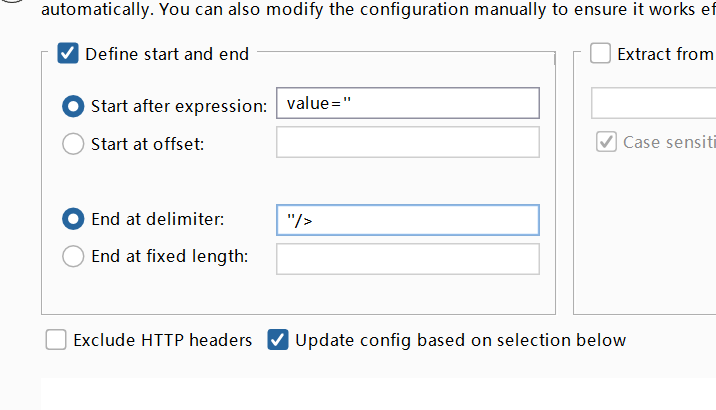 automatically. You can also modify the configuration manually to ensure it works
Define start and end
Extract from
Start after expression: value="
Start at offset:
Case
End at delimiter: "/>
End at fixed length:
Exclude HTTP headers
Update config based on selection below